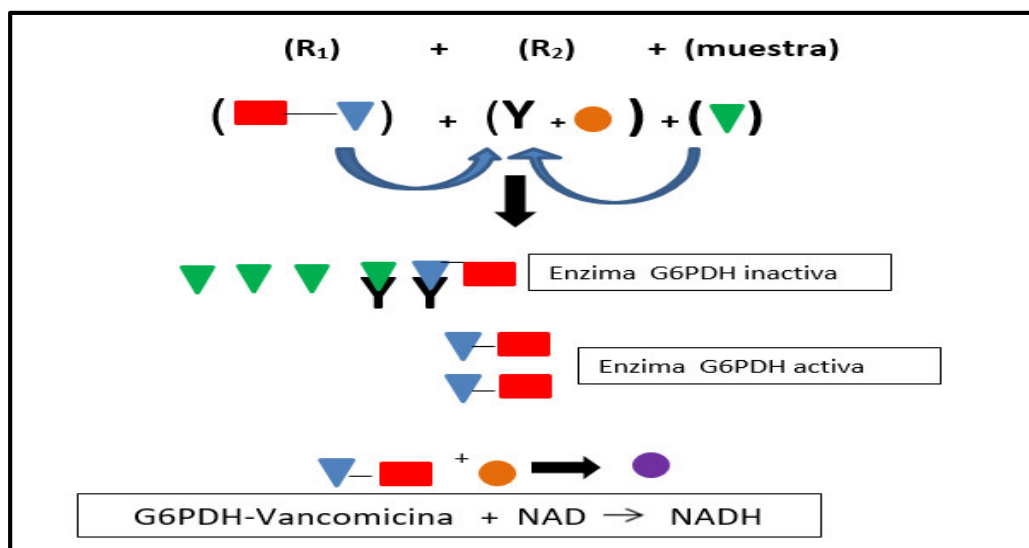 (R₁) + (R₂) + (muestra)
( ) + (Y + ) + ( )
Y Y
Enzima G6PDH inactiva
Enzima G6PDH activa
+
G6PDH-Vancomicina + NAD → NADH